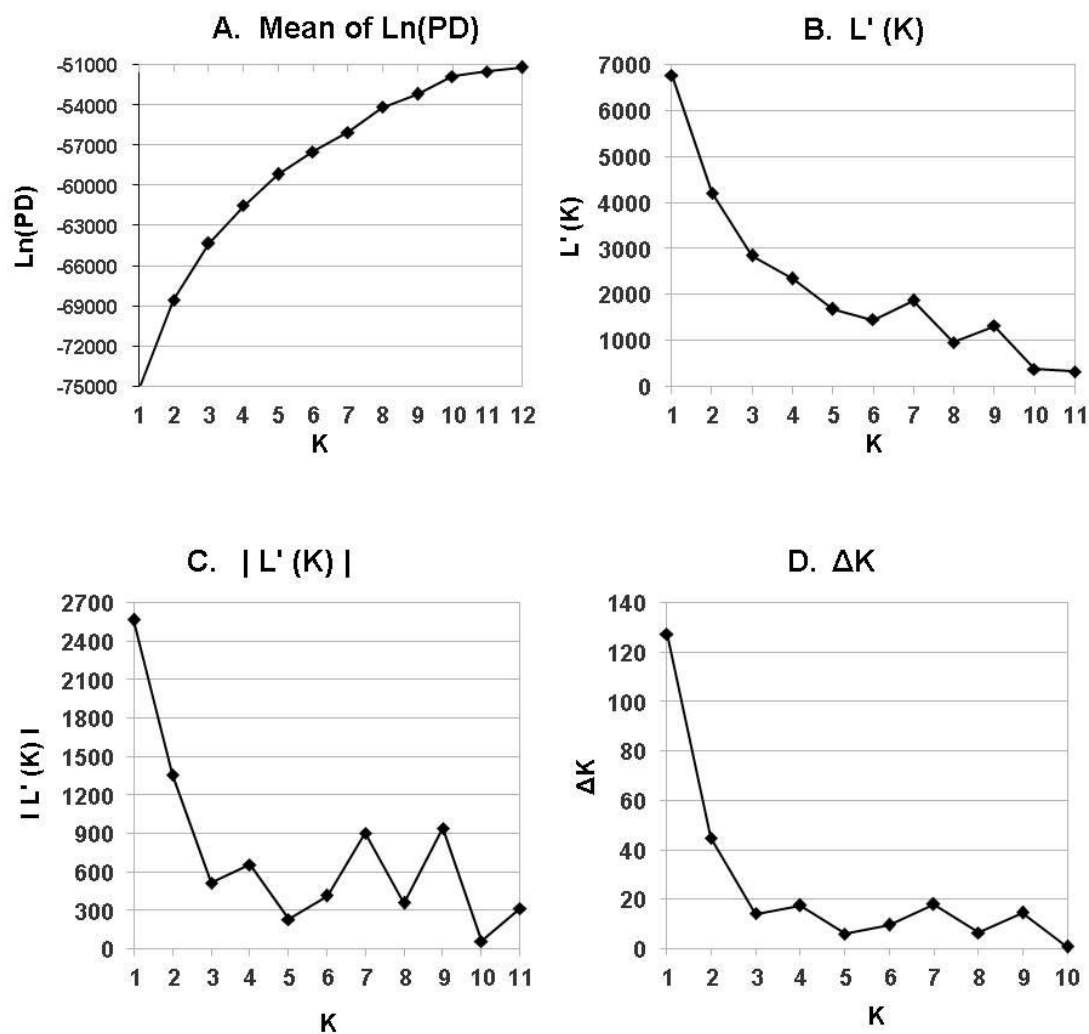 A. Mean of Ln(PD)
Ln(PD)
-51000
-54000
-57000
-60000
-63000
-66000
-69000
-72000
-75000
1 2 3 4 5 6 7 8 9 10 11 12
K
B. L' (K)
L' (K)
7000
6000
5000
4000
3000
2000
1000
0
1 2 3 4 5 6 7 8 9 10 11
K
C. | L' (K) |
| L' (K) |
2700
2400
2100
1800
1500
1200
900
600
300
0
1 2 3 4 5 6 7 8 9 10 11
K
D. ΔK
ΔK
140
120
100
80
60
40
20
0
1 2 3 4 5 6 7 8 9 10
K